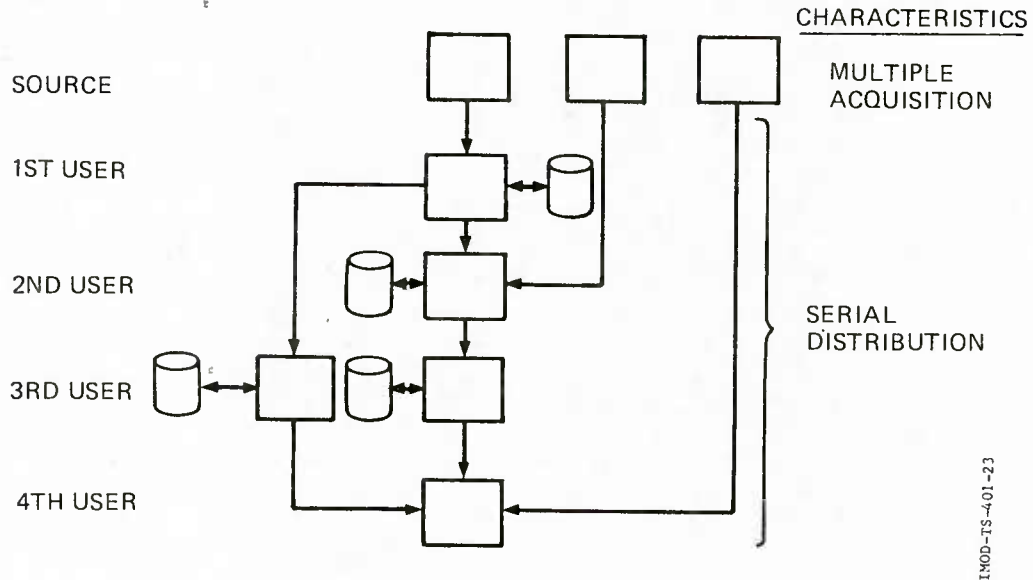 CHARACTERISTICS
SOURCE
MULTIPLE
ACQUISITION
1ST USER
2ND USER
SERIAL
DISTRIBUTION
3RD USER
4TH USER
IMOD-TS-401-23